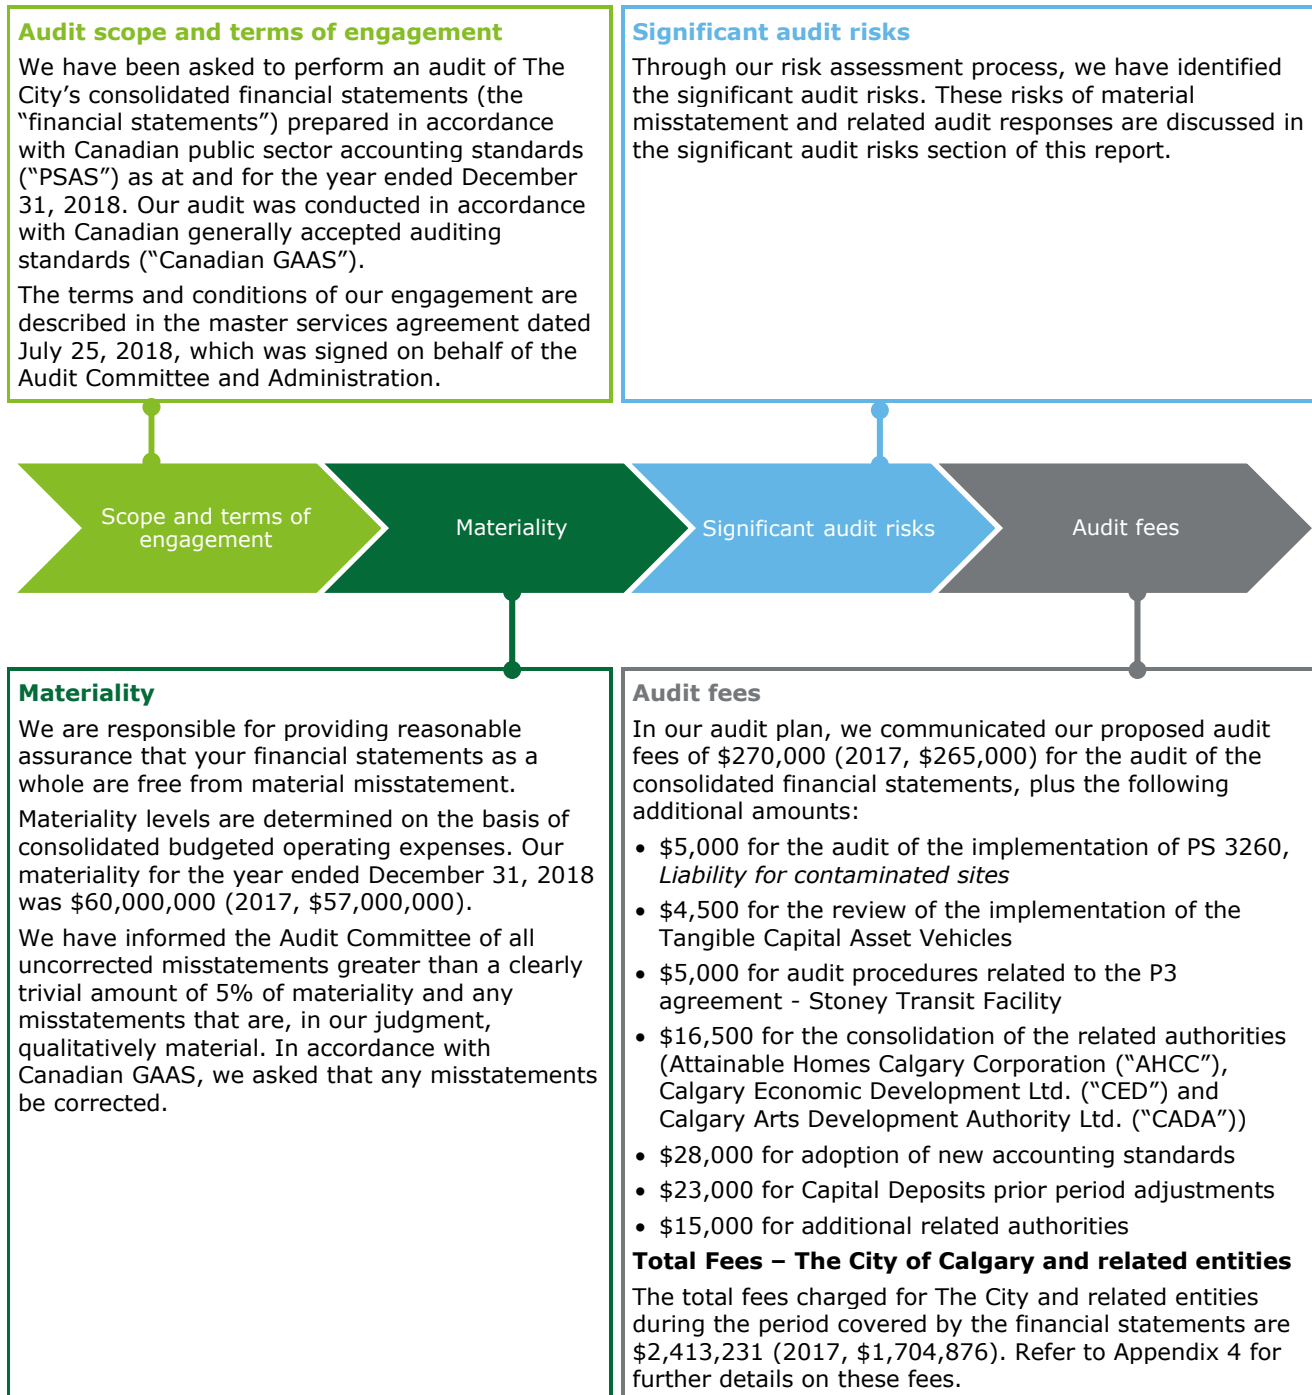 Audit scope and terms of engagement
We have been asked to perform an audit of The
City's consolidated financial statements (the
“financial statements”) prepared in accordance
with Canadian public sector accounting standards
(“PSAS”) as at and for the year ended December
31, 2018. Our audit was conducted in accordance
with Canadian generally accepted auditing
standards (“Canadian GAAS”).
The terms and conditions of our engagement are
described in the master services agreement dated
July 25, 2018, which was signed on behalf of the
Audit Committee and Administration.
Significant audit risks
Through our risk assessment process, we have identified
the significant audit risks. These risks of material
misstatement and related audit responses are discussed in
the significant audit risks section of this report.
Scope and terms of
engagement
Materiality
Significant audit risks
Audit fees
Materiality
We are responsible for providing reasonable
assurance that your financial statements as a
whole are free from material misstatement.
Materiality levels are determined on the basis of
consolidated budgeted operating expenses. Our
materiality for the year ended December 31, 2018
was $60,000,000 (2017, $57,000,000).
We have informed the Audit Committee of all
uncorrected misstatements greater than a clearly
trivial amount of 5% of materiality and any
misstatements that are, in our judgment,
qualitatively material. In accordance with
Canadian GAAS, we asked that any misstatements
be corrected.
Audit fees
In our audit plan, we communicated our proposed audit
fees of $270,000 (2017, $265,000) for the audit of the
consolidated financial statements, plus the following
additional amounts:
• $5,000 for the audit of the implementation of PS 3260,
Liability for contaminated sites
• $4,500 for the review of the implementation of the
Tangible Capital Asset Vehicles
• $5,000 for audit procedures related to the P3
agreement - Stoney Transit Facility
• $16,500 for the consolidation of the related authorities
(Attainable Homes Calgary Corporation (“AHCC”),
Calgary Economic Development Ltd. (“CED”) and
Calgary Arts Development Authority Ltd. (“CADA”))
• $28,000 for adoption of new accounting standards
• $23,000 for Capital Deposits prior period adjustments
• $15,000 for additional related authorities
Total Fees – The City of Calgary and related entities
The total fees charged for The City and related entities
during the period covered by the financial statements are
$2,413,231 (2017, $1,704,876). Refer to Appendix 4 for
further details on these fees.